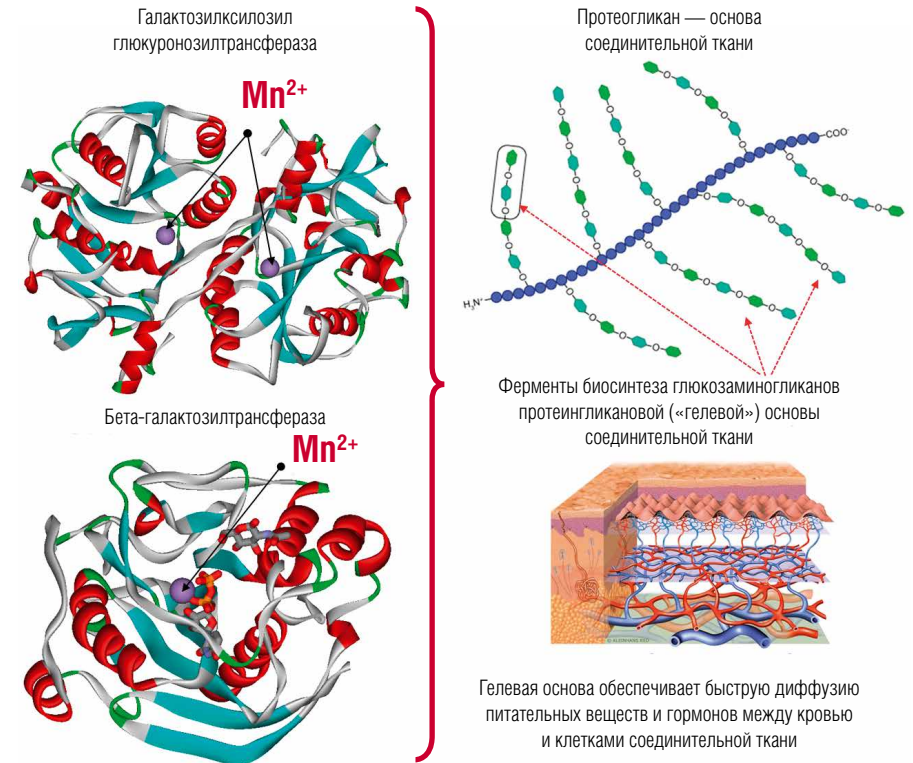 Галактозилксилозил
глюкуронозилтрансфераза
Mn²⁺
Бета-галактозилтрансфераза
Mn²⁺
Протеогликан — основа
соединительной ткани
COO⁻
H₃N⁺
Ферменты биосинтеза глюкозаминогликанов
протеингликановой («гелевой») основы
соединительной ткани
Гелевая основа обеспечивает быструю диффузию
питательных веществ и гормонов между кровью
и клетками соединительной ткани